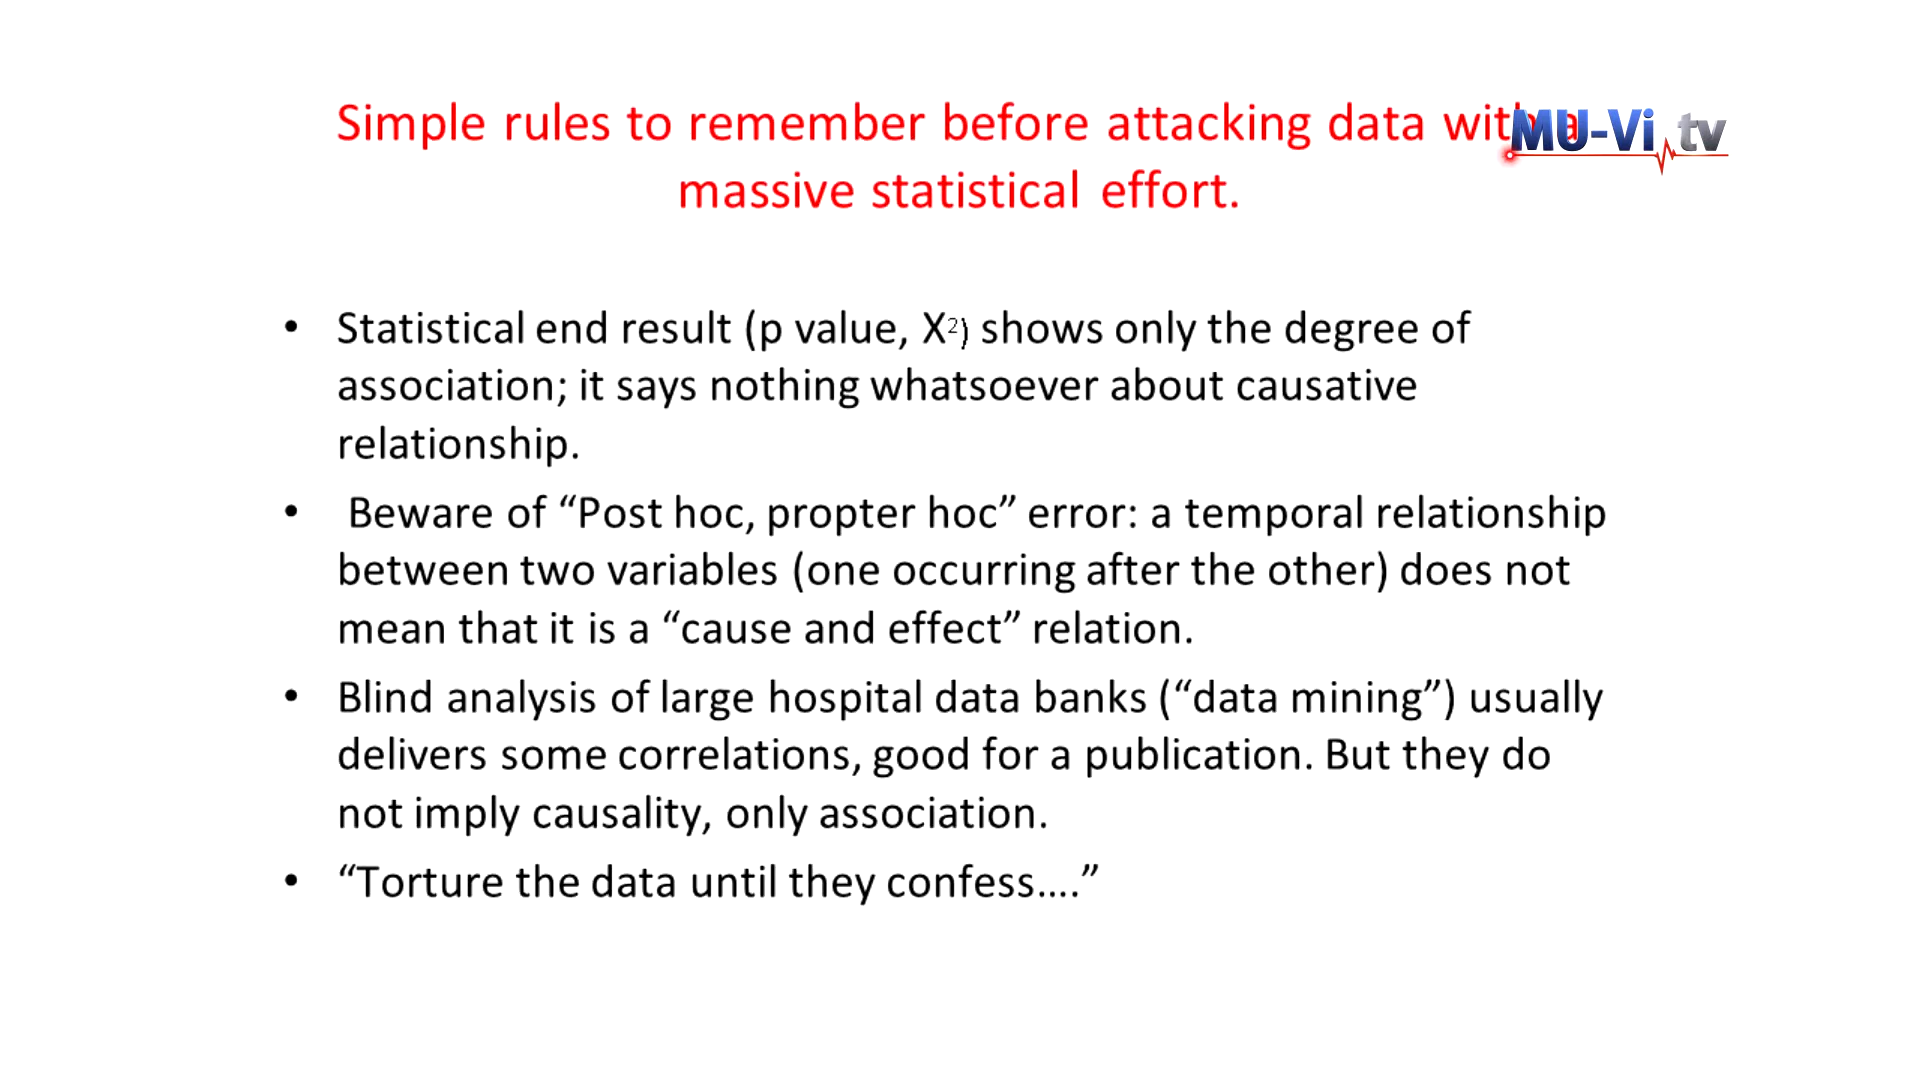 Simple rules to remember before attacking data with a
massive statistical effort.
MU-Vi tv
• Statistical end result (p value, X²) shows only the degree of
association; it says nothing whatsoever about causative
relationship.
• Beware of “Post hoc, propter hoc” error: a temporal relationship
between two variables (one occurring after the other) does not
mean that it is a “cause and effect” relation.
• Blind analysis of large hospital data banks (“data mining”) usually
delivers some correlations, good for a publication. But they do
not imply causality, only association.
• “Torture the data until they confess....”